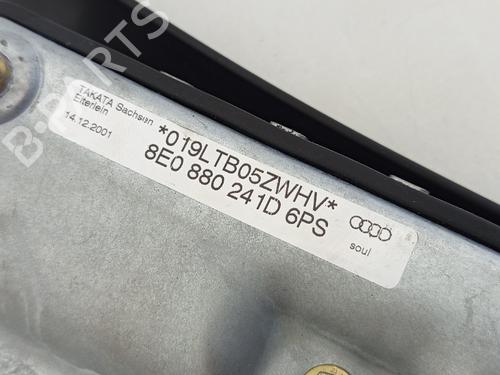 TAKATA Sachsen
Elterlein
14.12.2001
*019LTB05ZWHV*
8E0 880 241D 6PS
soul
B-PARTS